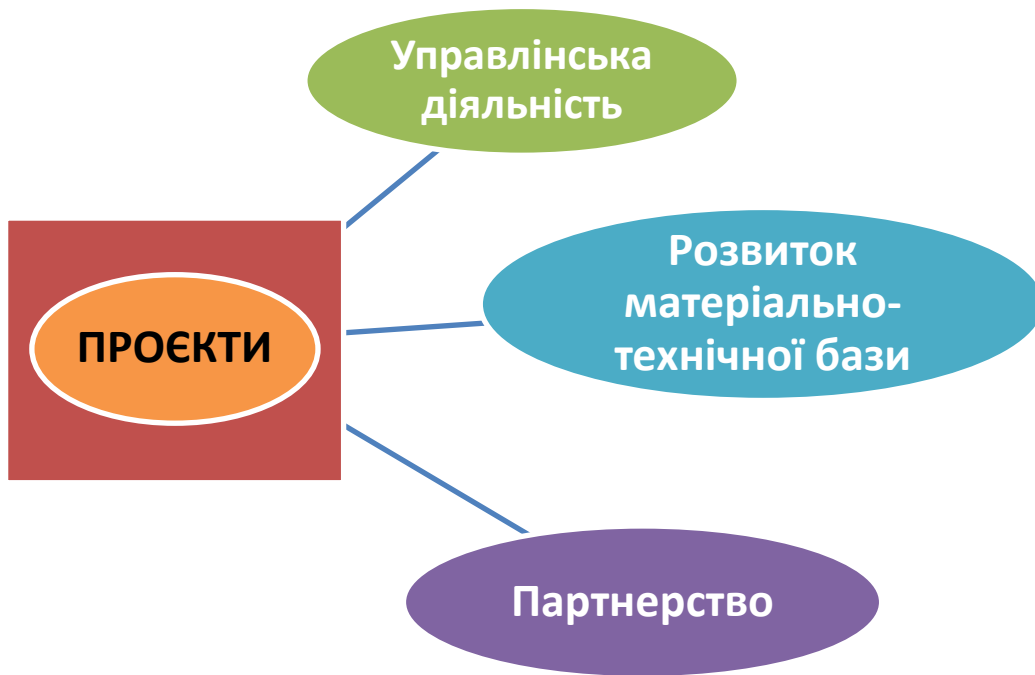 Управлінська
діяльність
Розвиток
матеріально-
технічної бази
ПРОЄКТИ
Партнерство